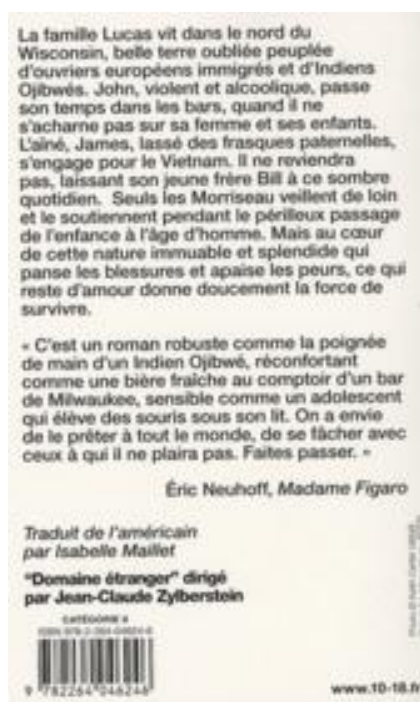 La famille Lucas vit dans le nord du
Wisconsin, belle terre oubliée peuplée
d'ouvriers européens immigrés et d'Indiens
Ojibwés. John, violent et alcoolique, passe
son temps dans les bars, quand il ne
s'acharne pas sur sa femme et ses enfants.
L'aîné, James, lassé des frasques paternelles,
s'engage pour le Vietnam. Il ne reviendra
pas, laissant son jeune frère Bill à ce sombre
quotidien. Seuls les Morriseau veillent de loin
et le soutiennent pendant le périlleux passage
de l'enfance à l'âge d'homme. Mais au cœur
de cette nature immuable et splendide qui
panse les blessures et apaise les peurs, ce qui
reste d'amour donne doucement la force de
survivre.
« C'est un roman robuste comme la poignée
de main d'un Indien Ojibwé, réconfortant
comme une bière fraîche au comptoir d'un bar
de Milwaukee, sensible comme un adolescent
qui élève des souris sous son lit. On a envie
de le prêter à tout le monde, de se fâcher avec
ceux à qui il ne plaira pas. Faites passer. »
Éric Neuhoff, Madame Figaro
Traduit de l'américain
par Isabelle Maillet
"Domaine étranger" dirigé
par Jean-Claude Zylberstein
CATÉGORIE
ISBN
9 782264 046246
www.10-18.fr